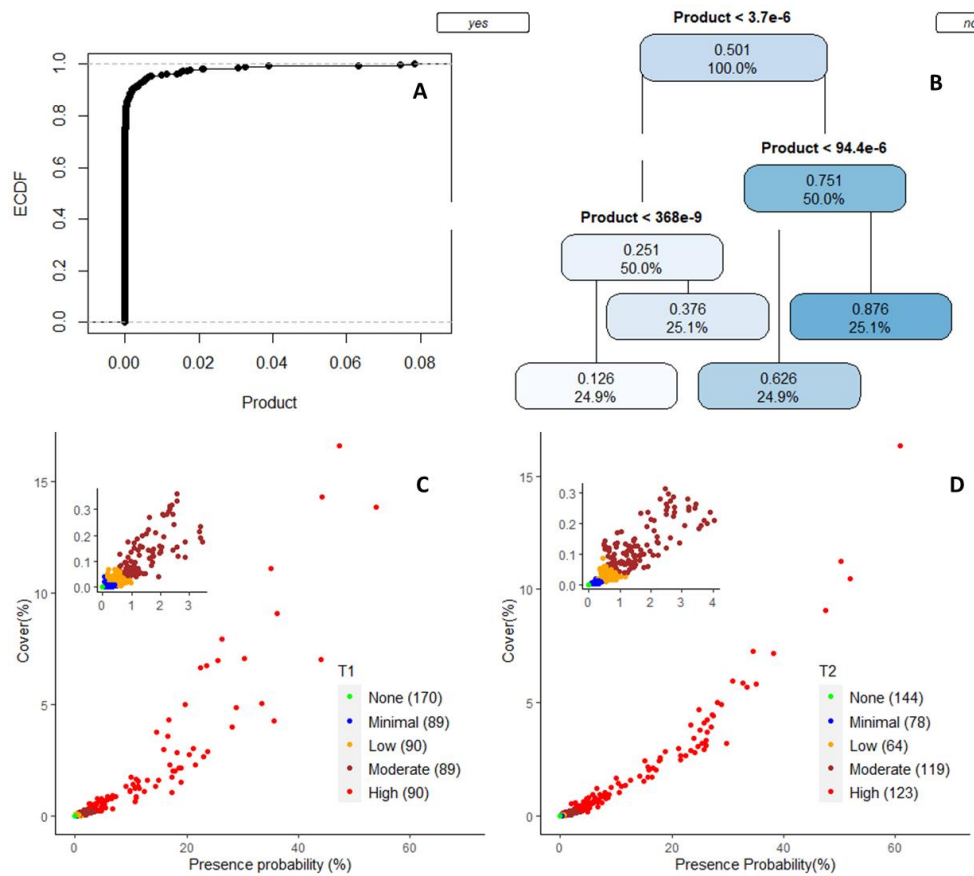 A
ECDF
1.0
0.8
0.6
0.4
0.2
0.0
0.00
0.02
0.04
0.06
0.08
Product
yes
no
B
Product < 3.7e-6
0.501
100.0%
Product < 94.4e-6
0.751
50.0%
Product < 368e-9
0.251
50.0%
0.376
25.1%
0.876
25.1%
0.126
24.9%
0.626
24.9%
C
Cover(%)
15
10
5
0
0.3
0.2
0.1
0.0
0 1 2 3
T1
None (170)
Minimal (89)
Low (90)
Moderate (89)
High (90)
0 20 40 60
Presence probability (%)
D
Cover(%)
15
10
5
0
0.3
0.2
0.1
0.0
0 1 2 3 4
T2
None (144)
Minimal (78)
Low (64)
Moderate (119)
High (123)
0 20 40 60
Presence Probability(%)